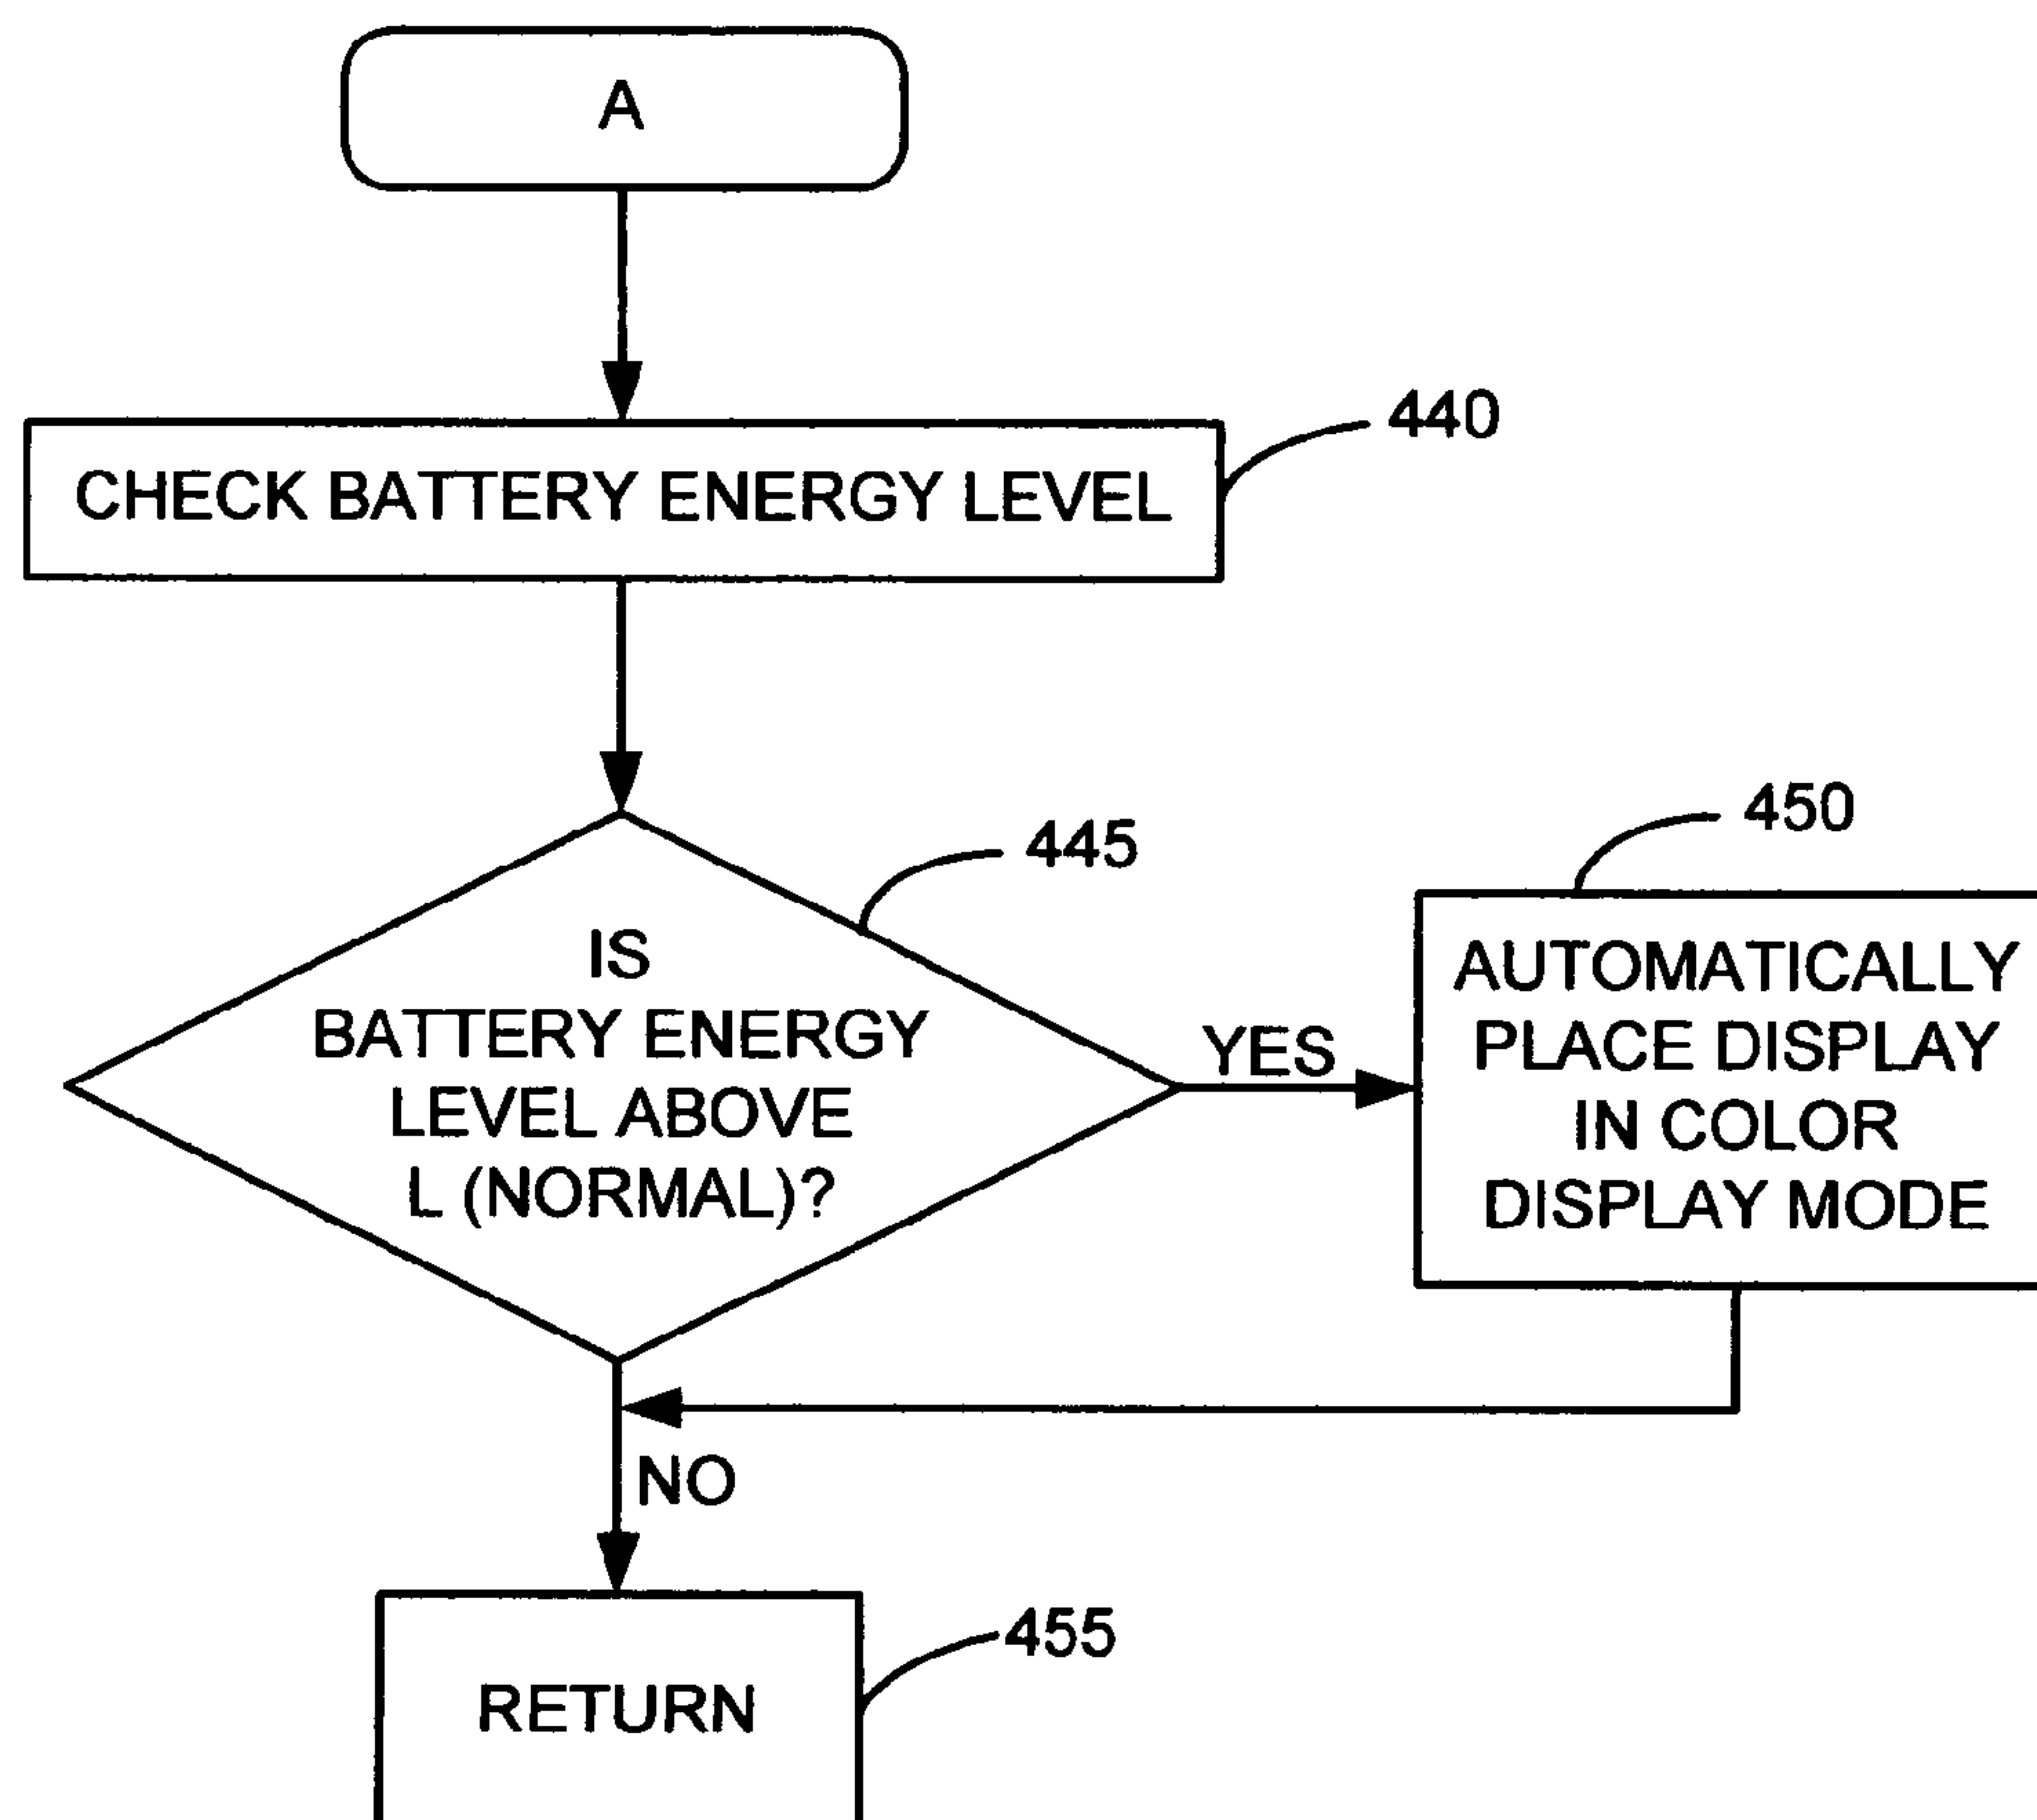 A
440
CHECK BATTERY ENERGY LEVEL
445
450
IS
BATTERY ENERGY
LEVEL ABOVE
L (NORMAL)?
YES
AUTOMATICALLY
PLACE DISPLAY
IN COLOR
DISPLAY MODE
NO
455
RETURN